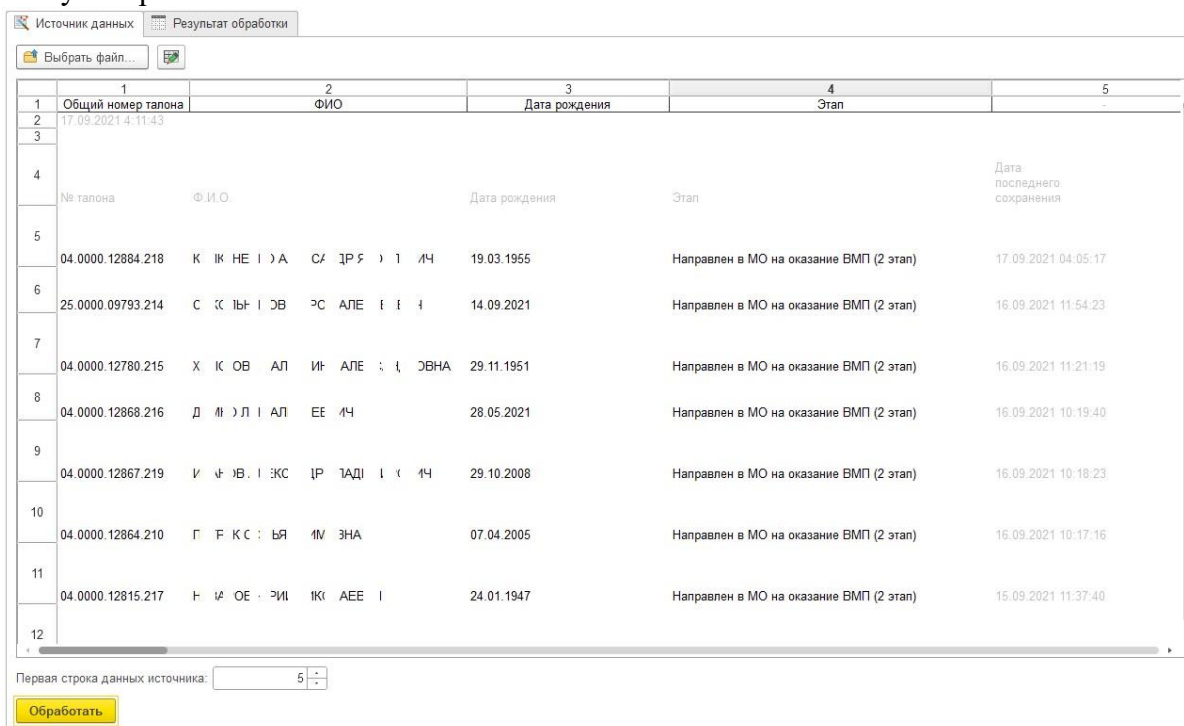 Источник данных Результат обработки
Выбрать файл...
1 2 3 4 5
1 Общий номер талона ФИО Дата рождения Этап -
2 17.09.2021 4:11:43
3
4 № талона Ф.И.О. Дата рождения Этап Дата последнего сохранения
5 04.0000.12884.218 19.03.1955 Направлен в МО на оказание ВМП (2 этап) 17.09.2021 04:05:17
6 25.0000.09793.214 14.09.2021 Направлен в МО на оказание ВМП (2 этап) 16.09.2021 11:54:23
7 04.0000.12780.215 29.11.1951 Направлен в МО на оказание ВМП (2 этап) 16.09.2021 11:21:19
8 04.0000.12868.216 28.05.2021 Направлен в МО на оказание ВМП (2 этап) 16.09.2021 10:19:40
9 04.0000.12867.219 29.10.2008 Направлен в МО на оказание ВМП (2 этап) 16.09.2021 10:18:23
10 04.0000.12864.210 07.04.2005 Направлен в МО на оказание ВМП (2 этап) 16.09.2021 10:17:16
11 04.0000.12815.217 24.01.1947 Направлен в МО на оказание ВМП (2 этап) 15.09.2021 11:37:40
12
Первая строка данных источника: 5
Обработать